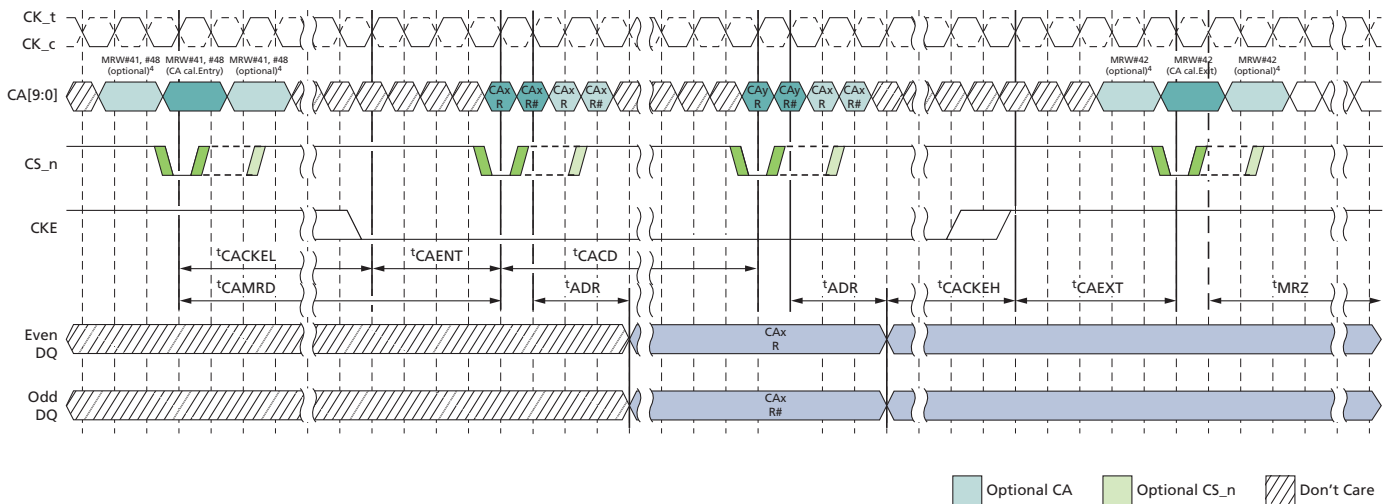 CK_t
CK_c
MRW#41, #48
(optional)4
MRW#41, #48
(CA cal.Entry)
MRW#41, #48
(optional)4
MRW#42
(optional)4
MRW#42
(CA cal.Exit)
MRW#42
(optional)4
CA[9:0]
CAx
R
CAx
R#
CAx
R
CAx
R#
CAy
R
CAy
R#
CAx
R
CAx
R#
CS_n
CKE
tCACKEL
tCAENT
tCACD
tCAMRD
tADR
tADR
tCACKEH
tCAEXT
tMRZ
Even
DQ
CAx
R
Odd
DQ
CAx
R#
Optional CA
Optional CS_n
Don't Care